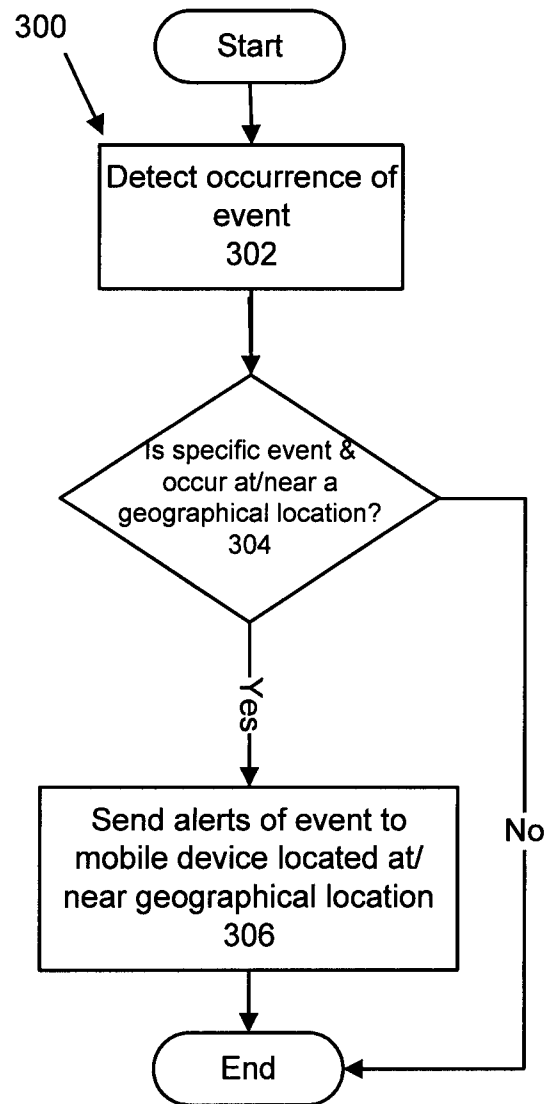 300
Start
Detect occurrence of
event
302
Is specific event &
occur at/near a
geographical location?
304
Yes
No
Send alerts of event to
mobile device located at/
near geographical location
306
End